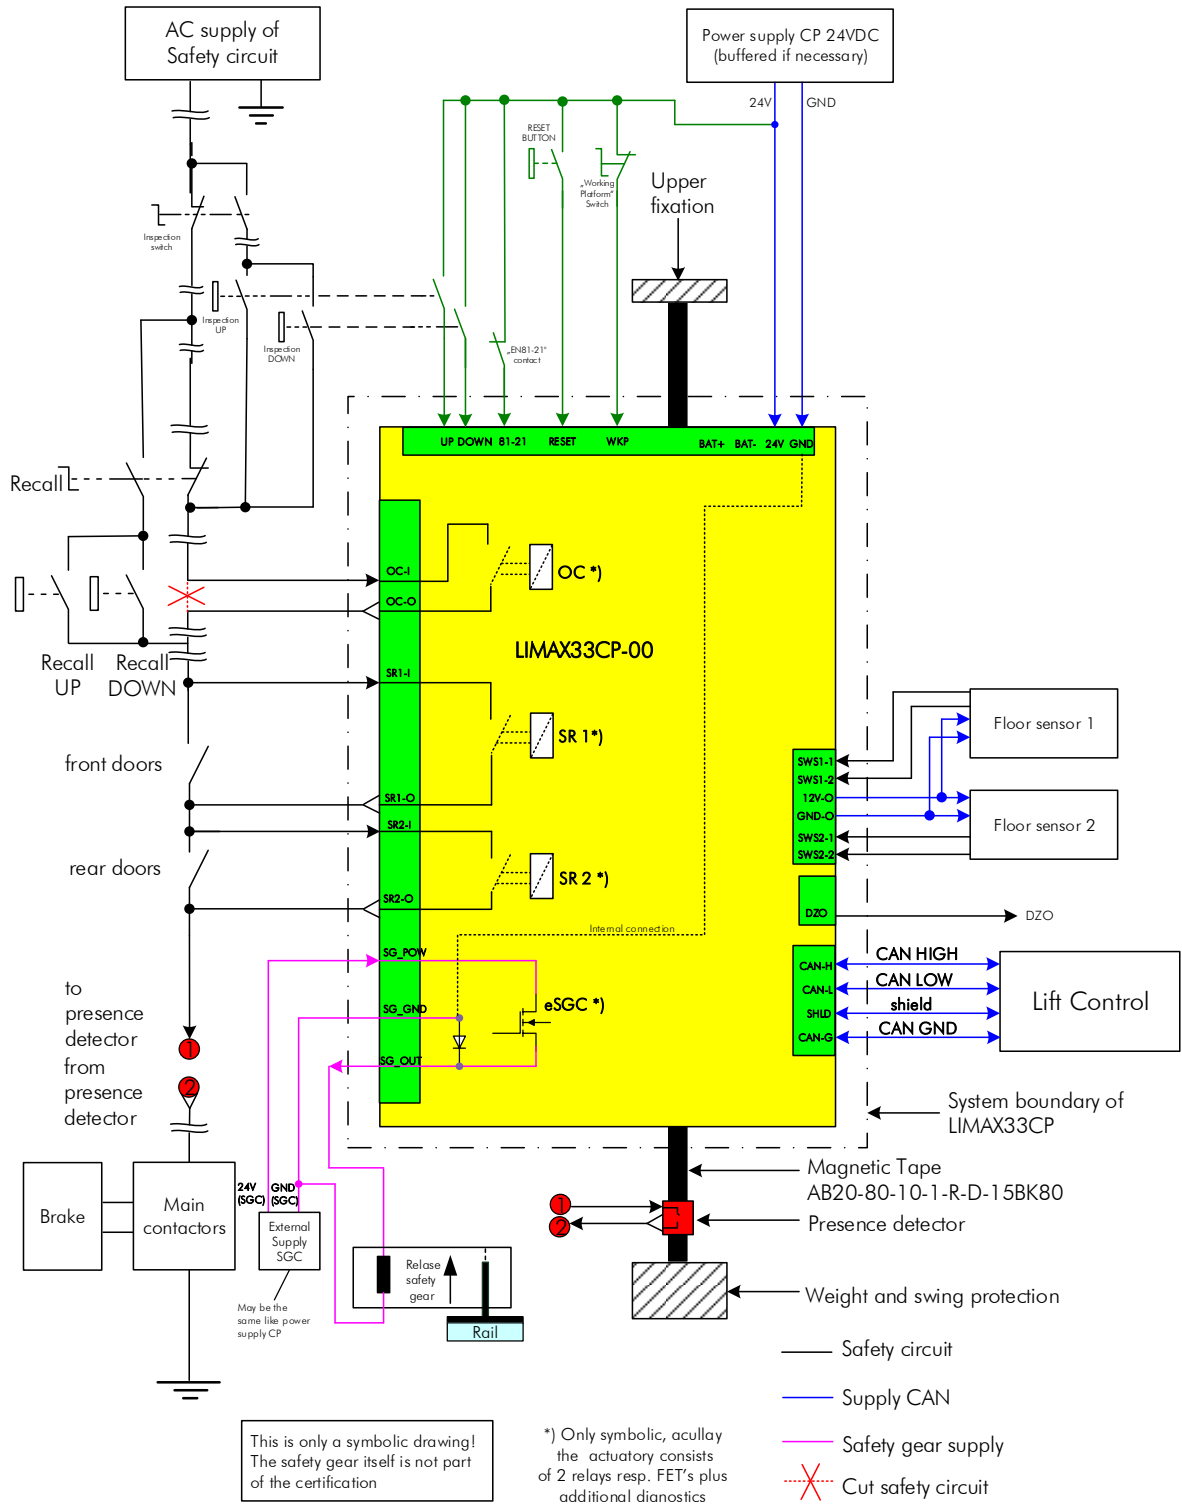 AC supply of
Safety circuit
Power supply CP 24VDC
(buffered if necessary)
24V
GND
RESET
BUTTON
„Working
Platform"
Switch
Upper
fixation
Inspection
switch
Inspection
UP
Inspection
DOWN
„EN81-21"
contact
UP DOWN 81-21 RESET WKP BAT+ BAT- 24V GND
Recall
OC-I
OC *)
OC-O
LIMAX33CP-00
Recall
UP
Recall
DOWN
SR1-I
SR 1*)
front doors
SR1-O
SR2-I
rear doors
SR 2 *)
SR2-O
SWS1-1
SWS1-2
12V-O
GND-O
SWS2-1
SWS2-2
Floor sensor 1
Floor sensor 2
DZO
DZO
Internal connection
SG_POW
eSGC *)
SG_GND
SG_OUT
CAN-H
CAN-L
SHLD
CAN-G
CAN HIGH
CAN LOW
shield
CAN GND
Lift Control
to
presence
detector
1
from
presence
detector
2
System boundary of
LIMAX33CP
Brake
Main
contactors
24V
(SGC)
GND
(SGC)
External
Supply
SGC
May be the
same like power
supply CP
Relase
safety
gear
Rail
1
2
Magnetic Tape
AB20-80-10-1-R-D-15BK80
Presence detector
Weight and swing protection
Safety circuit
Supply CAN
Safety gear supply
Cut safety circuit
This is only a symbolic drawing!
The safety gear itself is not part
of the certification
*) Only symbolic, acullay
the actuatory consists
of 2 relays resp. FET's plus
additional dianostics